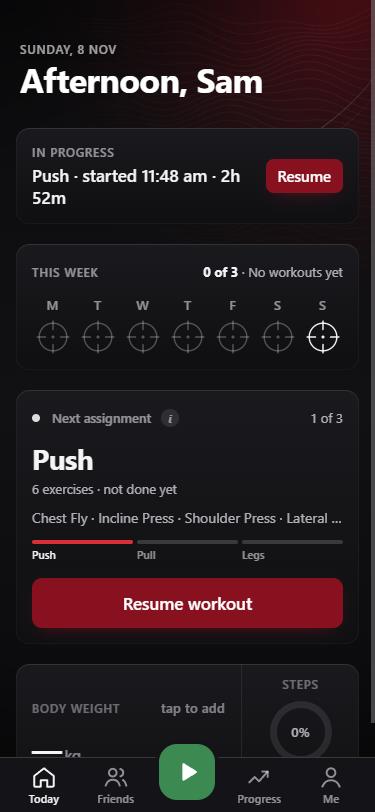 SUNDAY, 8 NOV
Afternoon, Sam
IN PROGRESS
Push · started 11:48 am · 2h
52m
Resume
THIS WEEK
0 of 3 · No workouts yet
M T W T F S S
Next assignment i
1 of 3
Push
6 exercises · not done yet
Chest Fly · Incline Press · Shoulder Press · Lateral ...
Push Pull Legs
Resume workout
BODY WEIGHT
tap to add
STEPS
0%
kg
Today Friends Progress Me